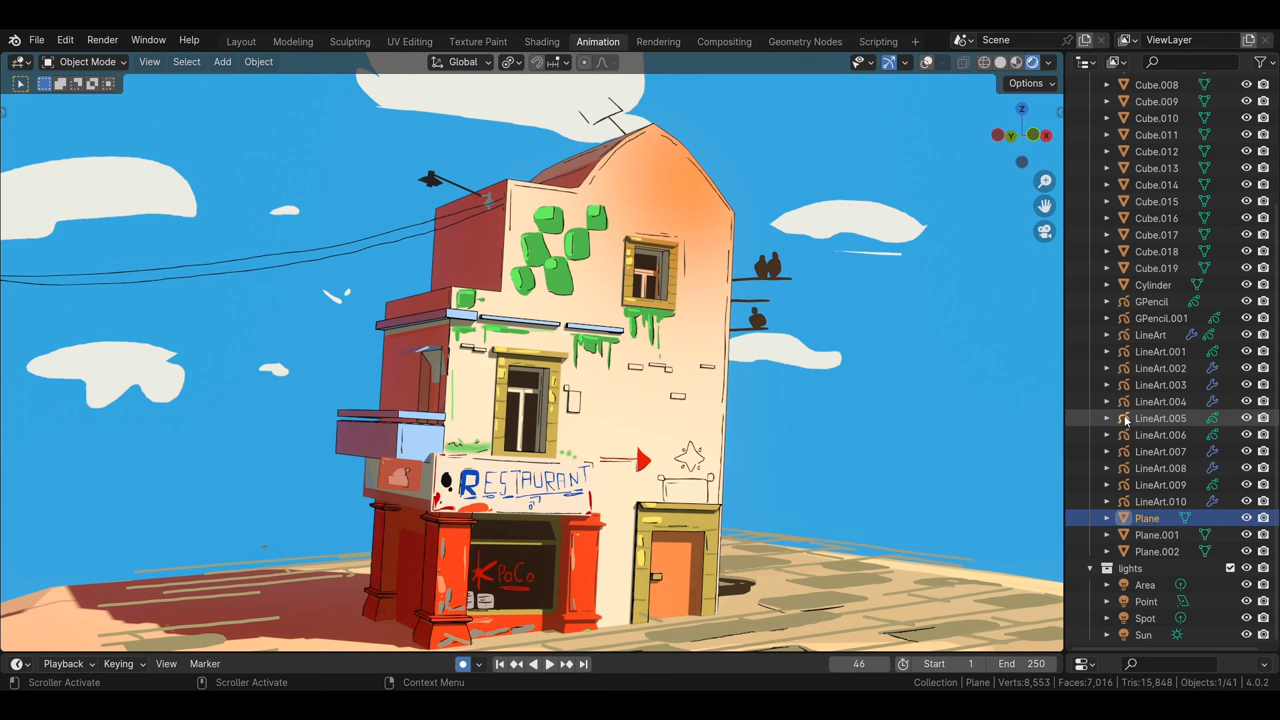 File Edit Render Window Help Layout Modeling Sculpting UV Editing Texture Paint Shading Animation Rendering Compositing Geometry Nodes Scripting + Scene ViewLayer
Object Mode View Select Add Object Global
Options
Z
Y X
Cube.008
Cube.009
Cube.010
Cube.011
Cube.012
Cube.013
Cube.014
Cube.015
Cube.016
Cube.017
Cube.018
Cube.019
Cylinder
GPencil
GPencil.001
LineArt
LineArt.001
LineArt.002
LineArt.003
LineArt.004
LineArt.005
LineArt.006
LineArt.007
LineArt.008
LineArt.009
LineArt.010
Plane
Plane.001
Plane.002
lights
Area
Point
Spot
Sun
RESTAURANT
PoCo
Playback Keying View Marker 46 Start 1 End 250
Scroller Activate Scroller Activate Context Menu Collection | Plane | Verts:8,553 | Faces:7,016 | Tris:15,848 | Objects:1/41 | 4.0.2